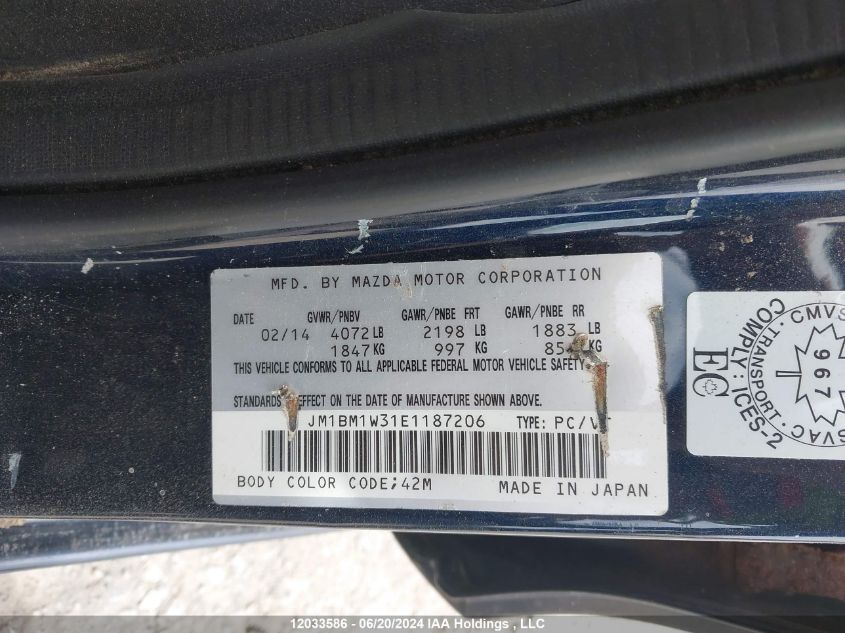 MFD. BY MAZDA MOTOR CORPORATION
DATE GVWR/PNBV GAWR/PNBE FRT GAWR/PNBE RR
02/14 4072 LB 2198 LB 1883 LB
1847 KG 997 KG KG
THIS VEHICLE CONFORMS TO ALL APPLICABLE FEDERAL MOTOR VEHICLE SAFETY
STANDARDS EFFECT ON THE DATE OF MANUFACTURE SHOWN ABOVE.
JM1BM1W31E1187206 TYPE: PC/V
BODY COLOR CODE;42M MADE IN JAPAN
EC
COMPLY: ICES-2
TRANSPORT
CMVS
967
12033586 - 06/20/2024 IAA Holdings , LLC